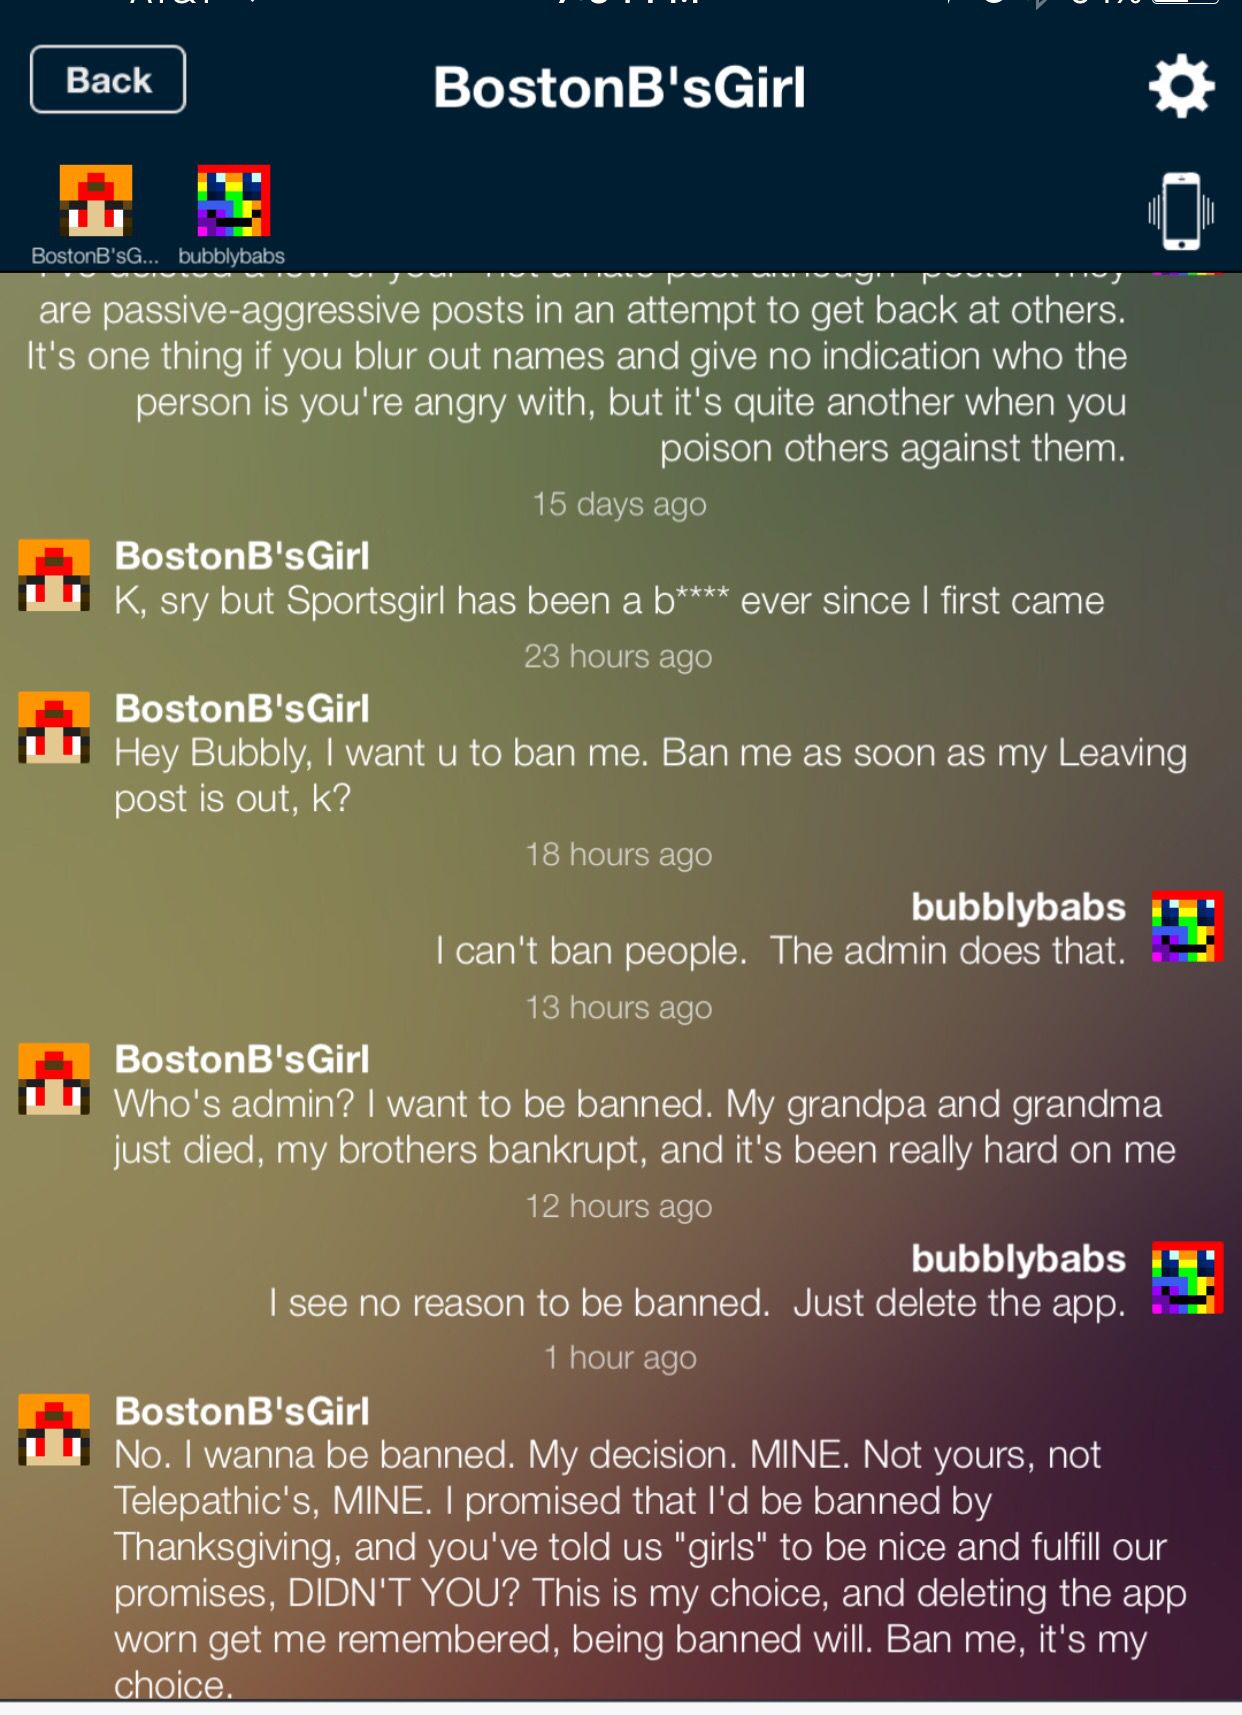 Back
BostonB'sGirl
BostonB'sG...
bubblybabs
are passive-aggressive posts in an attempt to get back at others.
It's one thing if you blur out names and give no indication who the
person is you're angry with, but it's quite another when you
poison others against them.
15 days ago
BostonB'sGirl
K, sry but Sportsgirl has been a b**** ever since I first came
23 hours ago
BostonB'sGirl
Hey Bubbly, I want u to ban me. Ban me as soon as my Leaving
post is out, k?
18 hours ago
bubblybabs
I can't ban people.  The admin does that.
13 hours ago
BostonB'sGirl
Who's admin? I want to be banned. My grandpa and grandma
just died, my brothers bankrupt, and it's been really hard on me
12 hours ago
bubblybabs
I see no reason to be banned.  Just delete the app.
1 hour ago
BostonB'sGirl
No. I wanna be banned. My decision. MINE. Not yours, not
Telepathic's, MINE. I promised that I'd be banned by
Thanksgiving, and you've told us "girls" to be nice and fulfill our
promises, DIDN'T YOU? This is my choice, and deleting the app
worn get me remembered, being banned will. Ban me, it's my
choice.